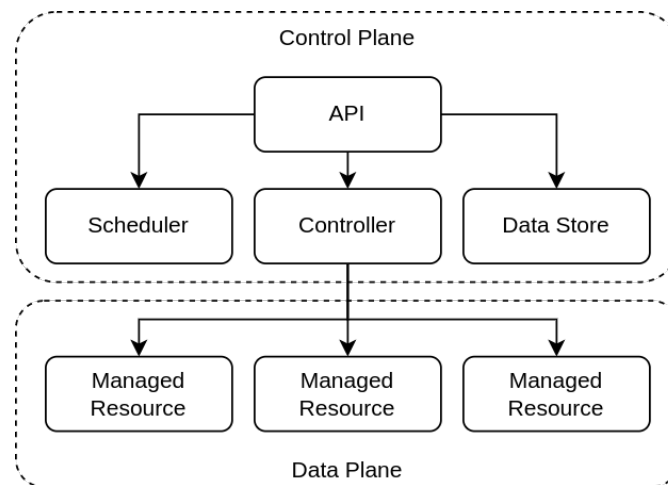 Control Plane
API
Scheduler
Controller
Data Store
Managed
Resource
Managed
Resource
Managed
Resource
Data Plane